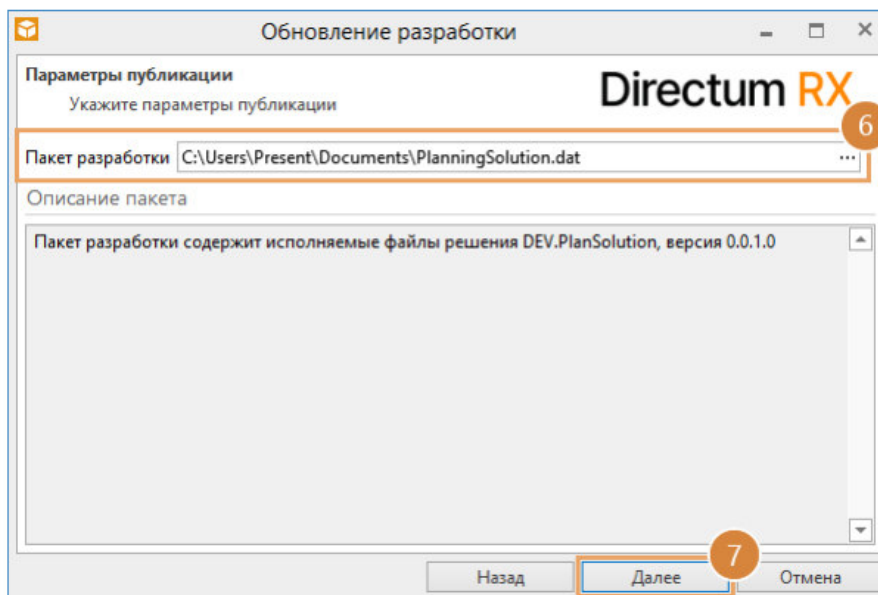 Обновление разработки
Параметры публикации
Укажите параметры публикации
Directum RX
6
Пакет разработки C:\Users\Present\Documents\PlanningSolution.dat ...
Описание пакета
Пакет разработки содержит исполняемые файлы решения DEV.PlanSolution, версия 0.0.1.0
7
Назад Далее Отмена